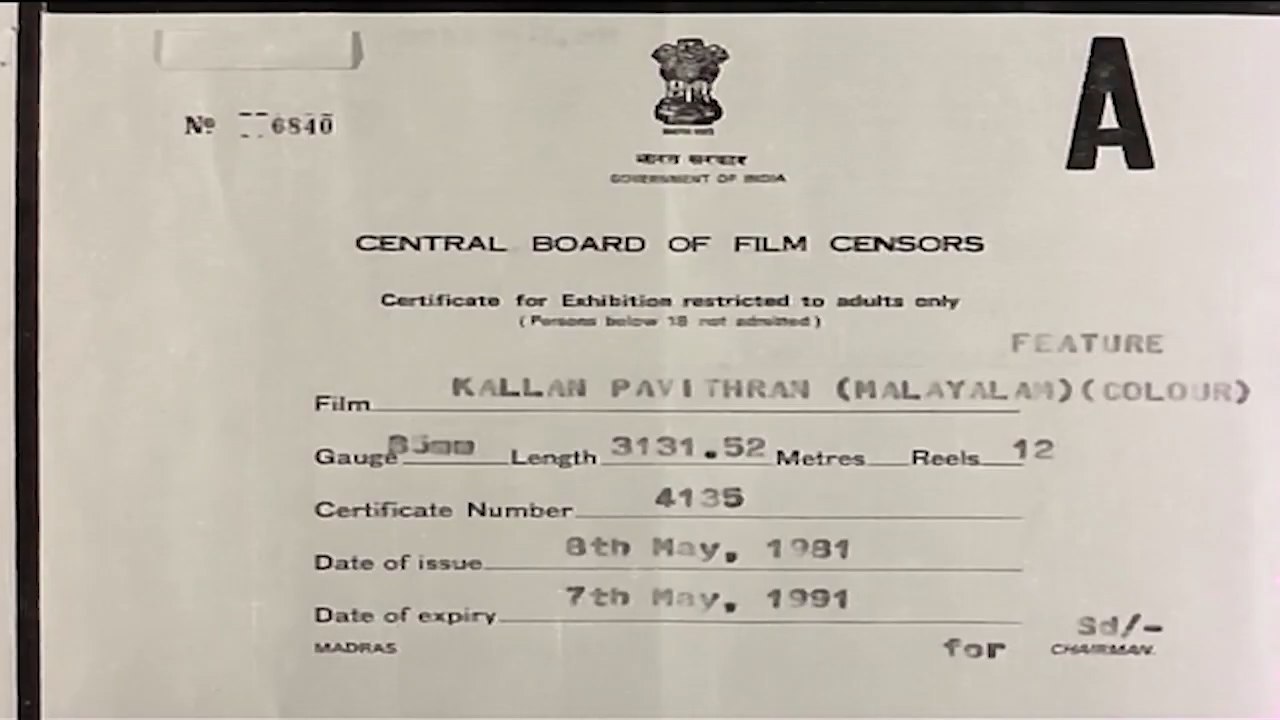 A
Nº 6840
भारत सरकार
GOVERNMENT OF INDIA
CENTRAL BOARD OF FILM CENSORS
Certificate for Exhibition restricted to adults only
(Persons below 18 not admitted)
FEATURE
Film KALLAN PAVITHRAN (MALAYALAM)(COLOUR)
Gauge 35mm Length 3131.52 Metres Reels 12
Certificate Number 4135
Date of issue 8th May, 1981
Date of expiry 7th May, 1991
Sd/-
MADRAS for CHAIRMAN.